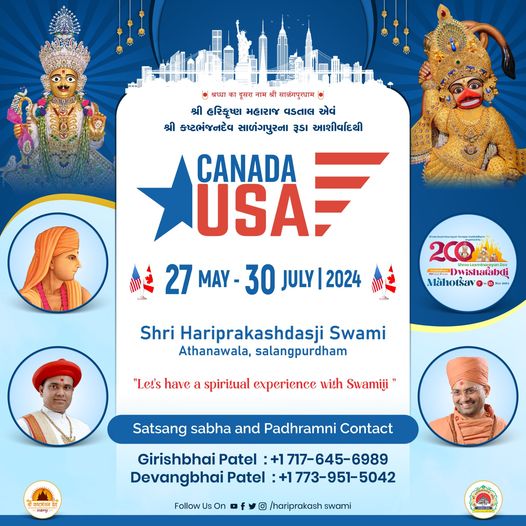 श्रध्धा का दूसरा नाम श्री साळंगपुरधाम
શ્રી હરિકૃષ્ણ મહારાજ વડતાલ એવં
શ્રી કષ્ટભંજનદેવ સાળંગપુરના રૂડા આશીર્વાદથી
CANADA
USA
27 MAY - 30 JULY | 2024
200
Dwishatabdi
Mahotsav
Shri Hariprakashdasji Swami
Athanawala, salangpurdham
"Let's have a spiritual experience with Swamiji "
Satsang sabha and Padhramni Contact
Girishbhai Patel : +1 717-645-6989
Devangbhai Patel : +1 773-951-5042
Follow Us On /hariprakash swami